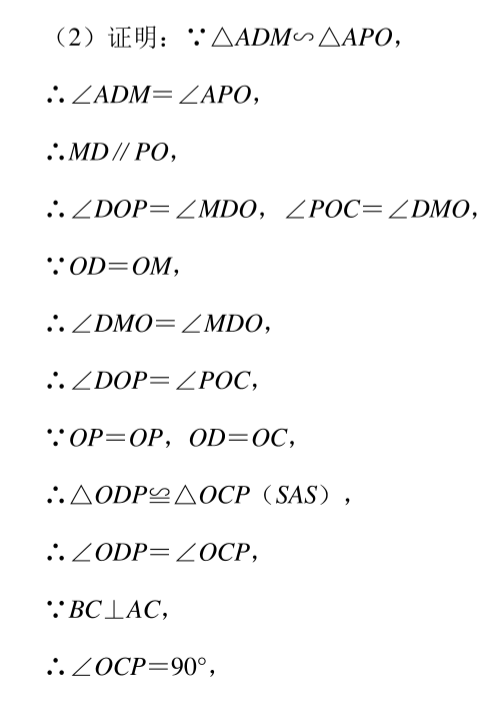 （2）证明：∵△ADM∽△APO，
∴∠ADM＝∠APO，
∴MD∥PO，
∴∠DOP＝∠MDO，∠POC＝∠DMO，
∵OD＝OM，
∴∠DMO＝∠MDO，
∴∠DOP＝∠POC，
∵OP＝OP，OD＝OC，
∴△ODP≌△OCP（SAS），
∴∠ODP＝∠OCP，
∵BC⊥AC，
∴∠OCP＝90°，